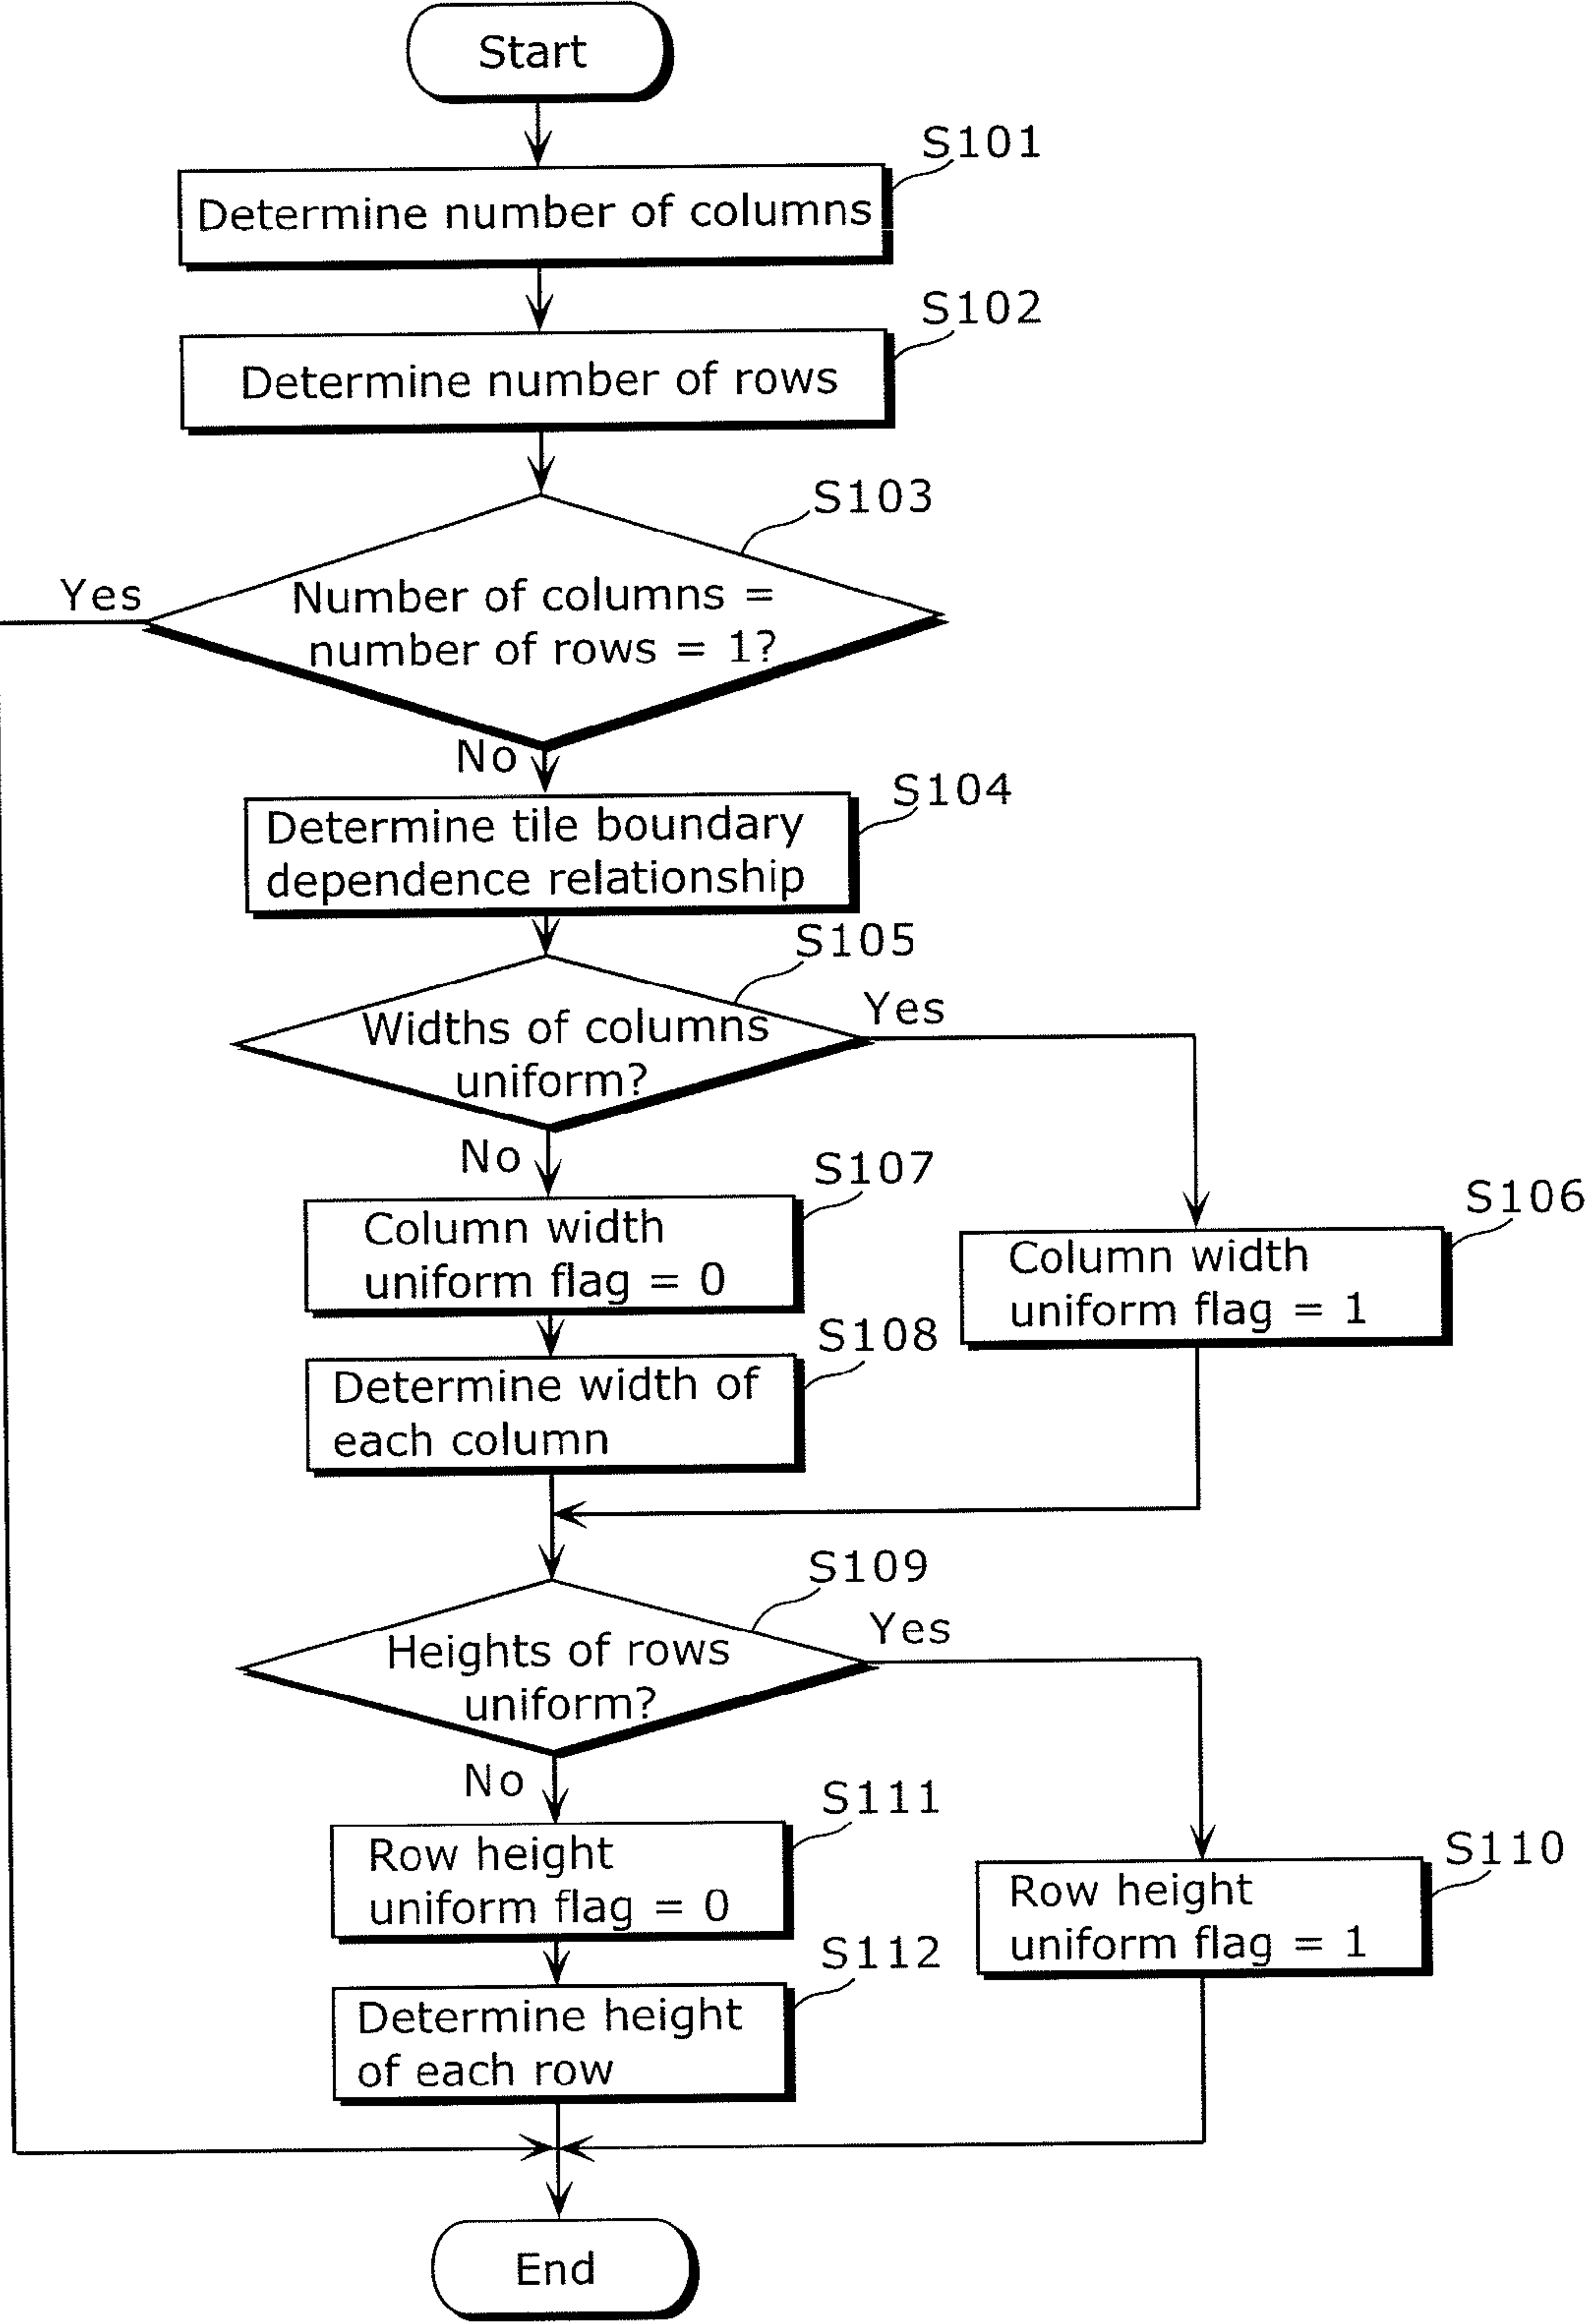 Start
S101
Determine number of columns
S102
Determine number of rows
S103
Yes
Number of columns =
number of rows = 1?
No
S104
Determine tile boundary
dependence relationship
S105
Yes
Widths of columns
uniform?
No
S107
Column width
uniform flag = 0
S106
Column width
uniform flag = 1
S108
Determine width of
each column
S109
Yes
Heights of rows
uniform?
No
S111
Row height
uniform flag = 0
S110
Row height
uniform flag = 1
S112
Determine height
of each row
End